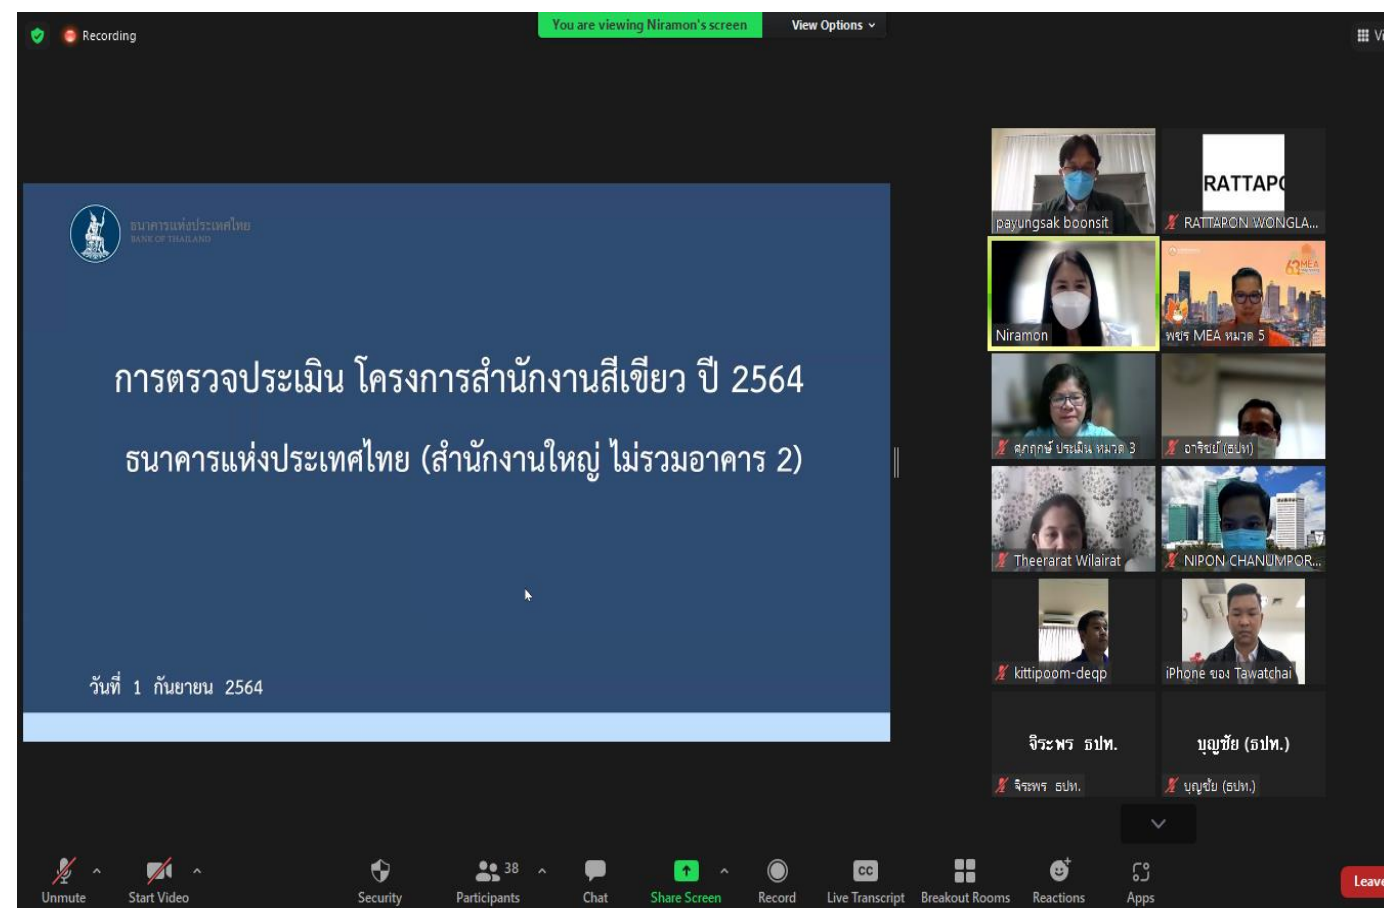 Recording
You are viewing Niramon's screen
View Options
ธนาคารแห่งประเทศไทย
BANK OF THAILAND
การตรวจประเมิน โครงการสำนักงานสีเขียว ปี 2564
ธนาคารแห่งประเทศไทย (สำนักงานใหญ่ ไม่รวมอาคาร 2)
วันที่ 1 กันยายน 2564
payungsak boonsit
RATTAPO
RATTAPON WONGLA...
Niramon
63 MEA
พชร MEA หมวด 5
ศุภฤกษ์ ประเมิน หมวด 3
อาริชย์ (ธปท)
Theerarat Wilairat
NIPON CHANUMPOR...
kittipoom-deqp
iPhone ของ Tawatchai
จิระพร ธปท.
จิระพร ธปท.
บุญชัย (ธปท.)
บุญชัย (ธปท.)
Unmute
Start Video
Security
38
Participants
Chat
Share Screen
Record
CC
Live Transcript
Breakout Rooms
Reactions
Apps
Leave